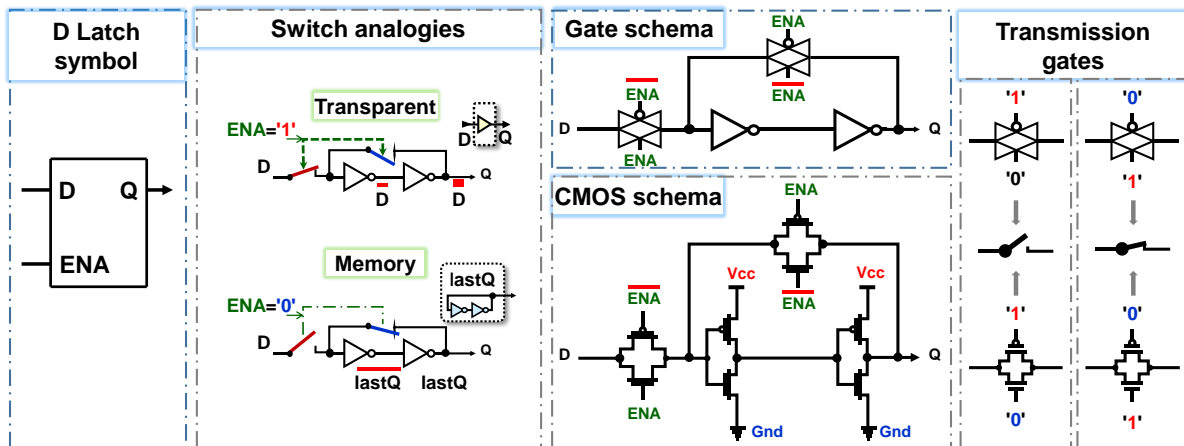 D Latch
symbol
D
Q
ENA
Switch analogies
Transparent
ENA='1'
D
D
Q
Q
D
D
Memory
ENA='0'
lastQ
D
Q
lastQ
lastQ
Gate schema
ENA
ENA
ENA
D
Q
ENA
CMOS schema
ENA
Vcc
Vcc
ENA
ENA
D
Q
ENA
Gnd
Gnd
Transmission
gates
'1'
'0'
'0'
'1'
'1'
'0'
'0'
'1'